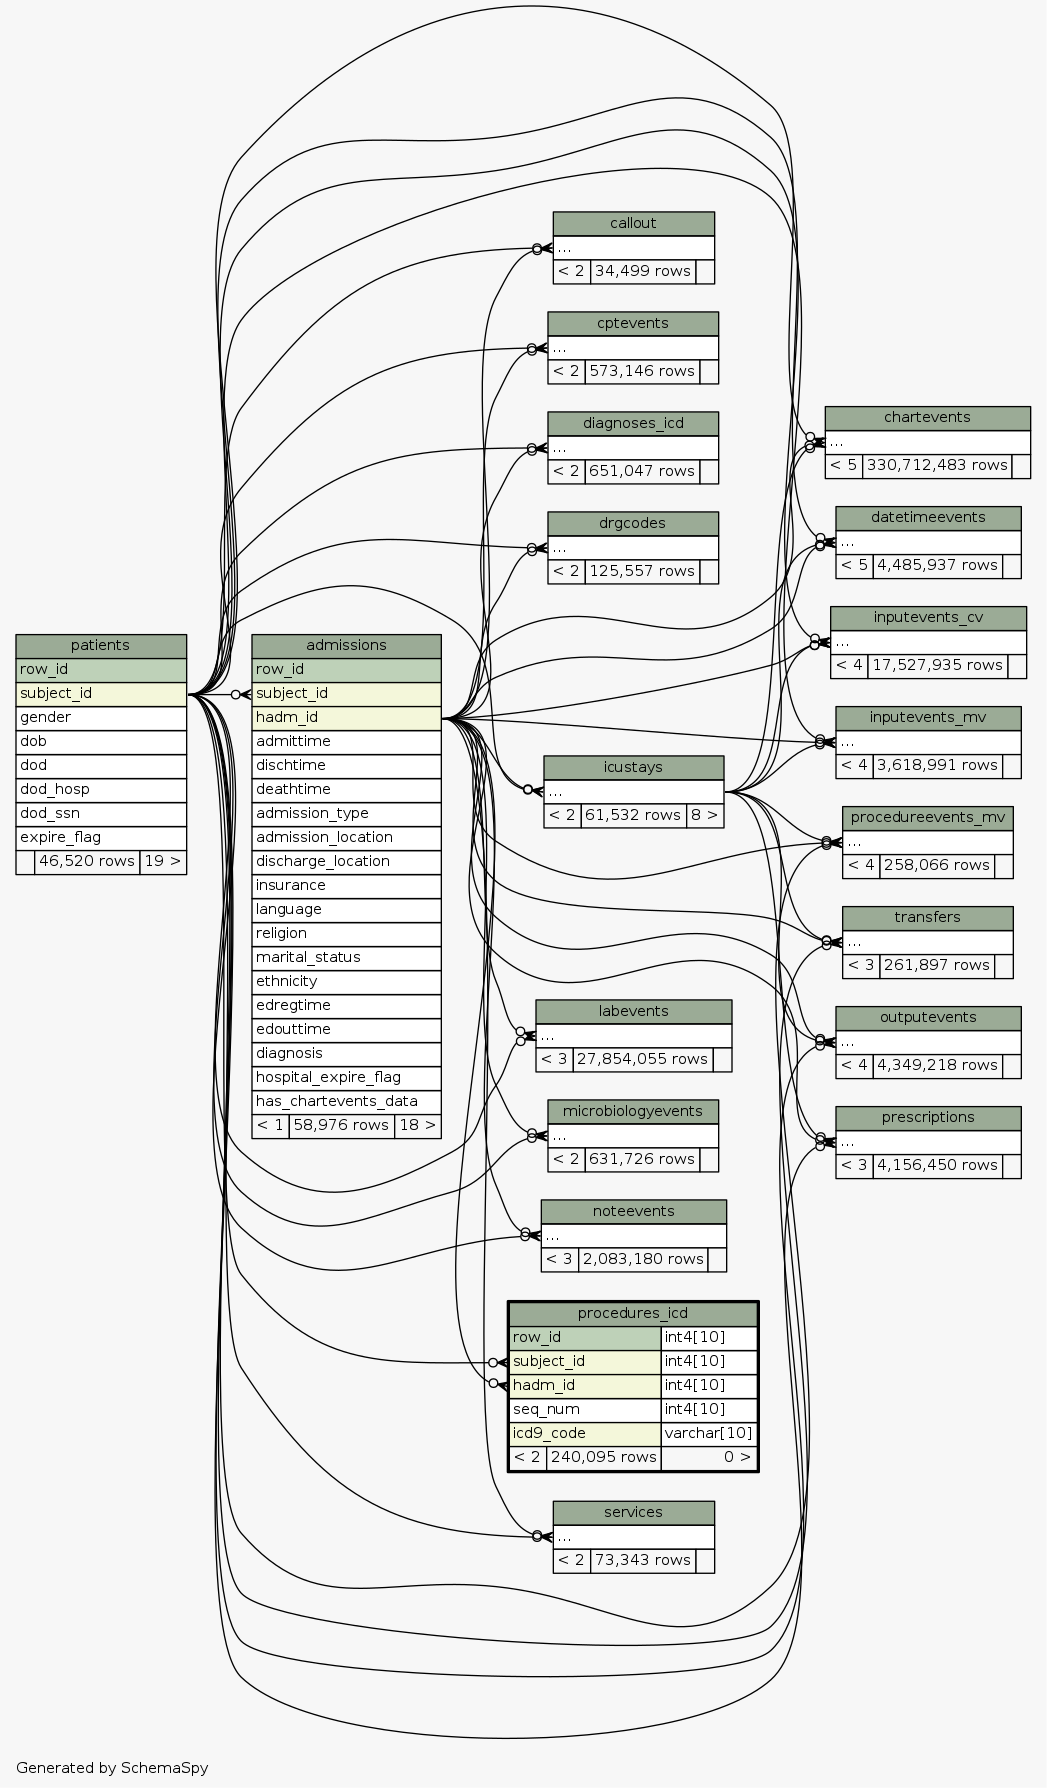 callout
...
< 2 34,499 rows
cptevents
...
< 2 573,146 rows
diagnoses_icd
...
< 2 651,047 rows
drgcodes
...
< 2 125,557 rows
chartevents
...
< 5 330,712,483 rows
datetimeevents
...
< 5 4,485,937 rows
inputevents_cv
...
< 4 17,527,935 rows
inputevents_mv
...
< 4 3,618,991 rows
procedureevents_mv
...
< 4 258,066 rows
transfers
...
< 3 261,897 rows
outputevents
...
< 4 4,349,218 rows
prescriptions
...
< 3 4,156,450 rows
patients
row_id
subject_id
gender
dob
dod
dod_hosp
dod_ssn
expire_flag
46,520 rows 19 >
admissions
row_id
subject_id
hadm_id
admittime
dischtime
deathtime
admission_type
admission_location
discharge_location
insurance
language
religion
marital_status
ethnicity
edregtime
edouttime
diagnosis
hospital_expire_flag
has_chartevents_data
< 1 58,976 rows 18 >
icustays
...
< 2 61,532 rows 8 >
labevents
...
< 3 27,854,055 rows
microbiologyevents
...
< 2 631,726 rows
noteevents
...
< 3 2,083,180 rows
procedures_icd
row_id int4[10]
subject_id int4[10]
hadm_id int4[10]
seq_num int4[10]
icd9_code varchar[10]
< 2 240,095 rows 0 >
services
...
< 2 73,343 rows
Generated by SchemaSpy